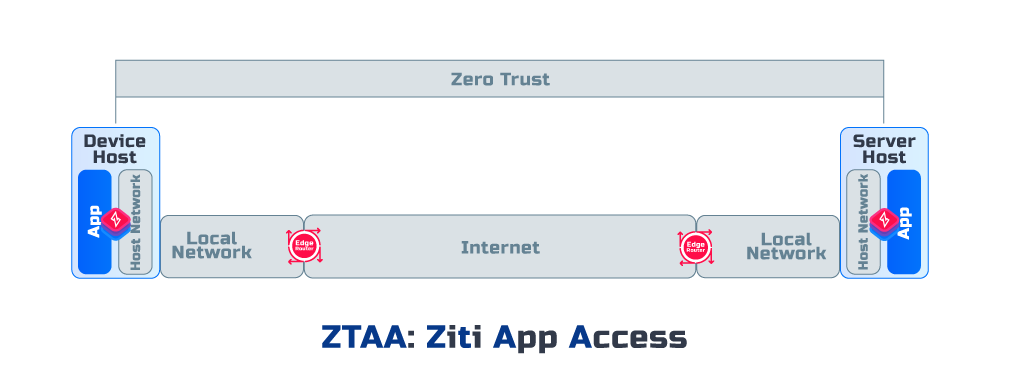 Zero Trust
Device
Host
App
Host Network
Local
Network
Edge
Router
Internet
Edge
Router
Local
Network
Server
Host
Host Network
App
ZTAA: Ziti App Access